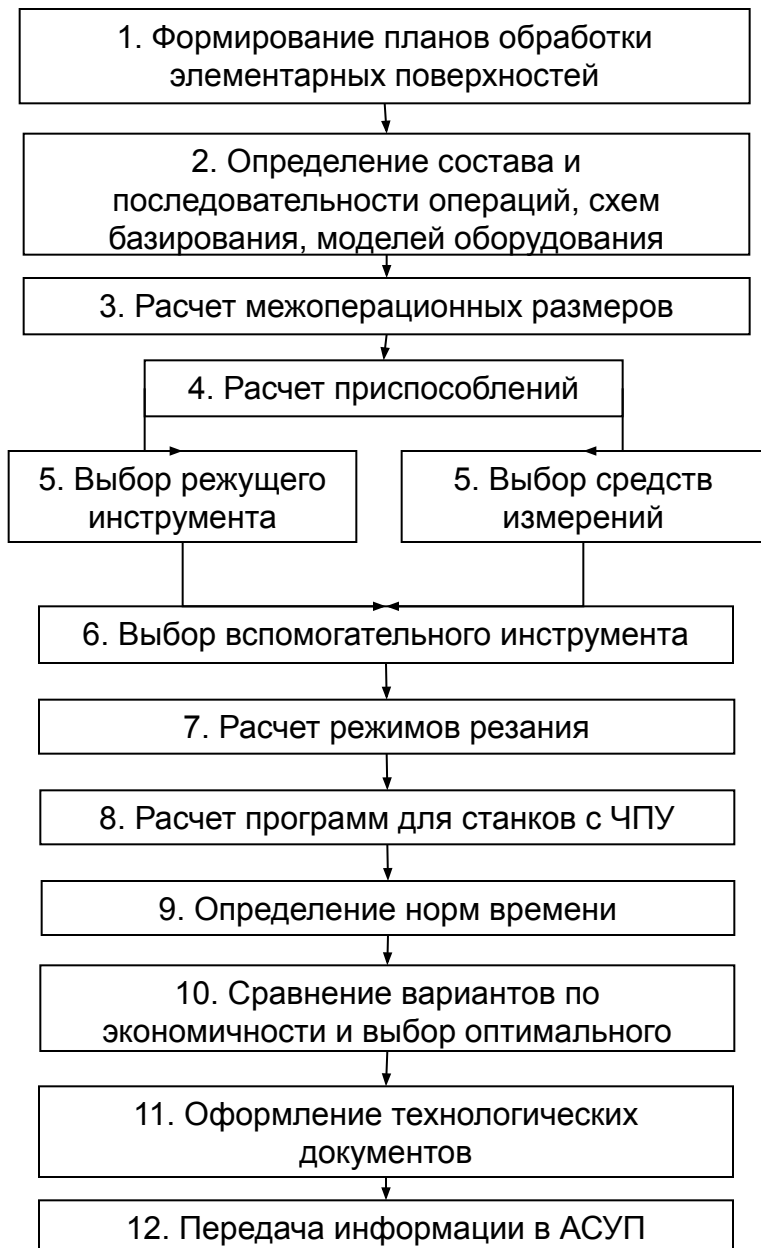 1. Формирование планов обработки
элементарных поверхностей
2. Определение состава и
последовательности операций, схем
базирования, моделей оборудования
3. Расчет межоперационных размеров
4. Расчет приспособлений
5. Выбор режущего
инструмента
5. Выбор средств
измерений
6. Выбор вспомогательного инструмента
7. Расчет режимов резания
8. Расчет программ для станков с ЧПУ
9. Определение норм времени
10. Сравнение вариантов по
экономичности и выбор оптимального
11. Оформление технологических
документов
12. Передача информации в АСУП